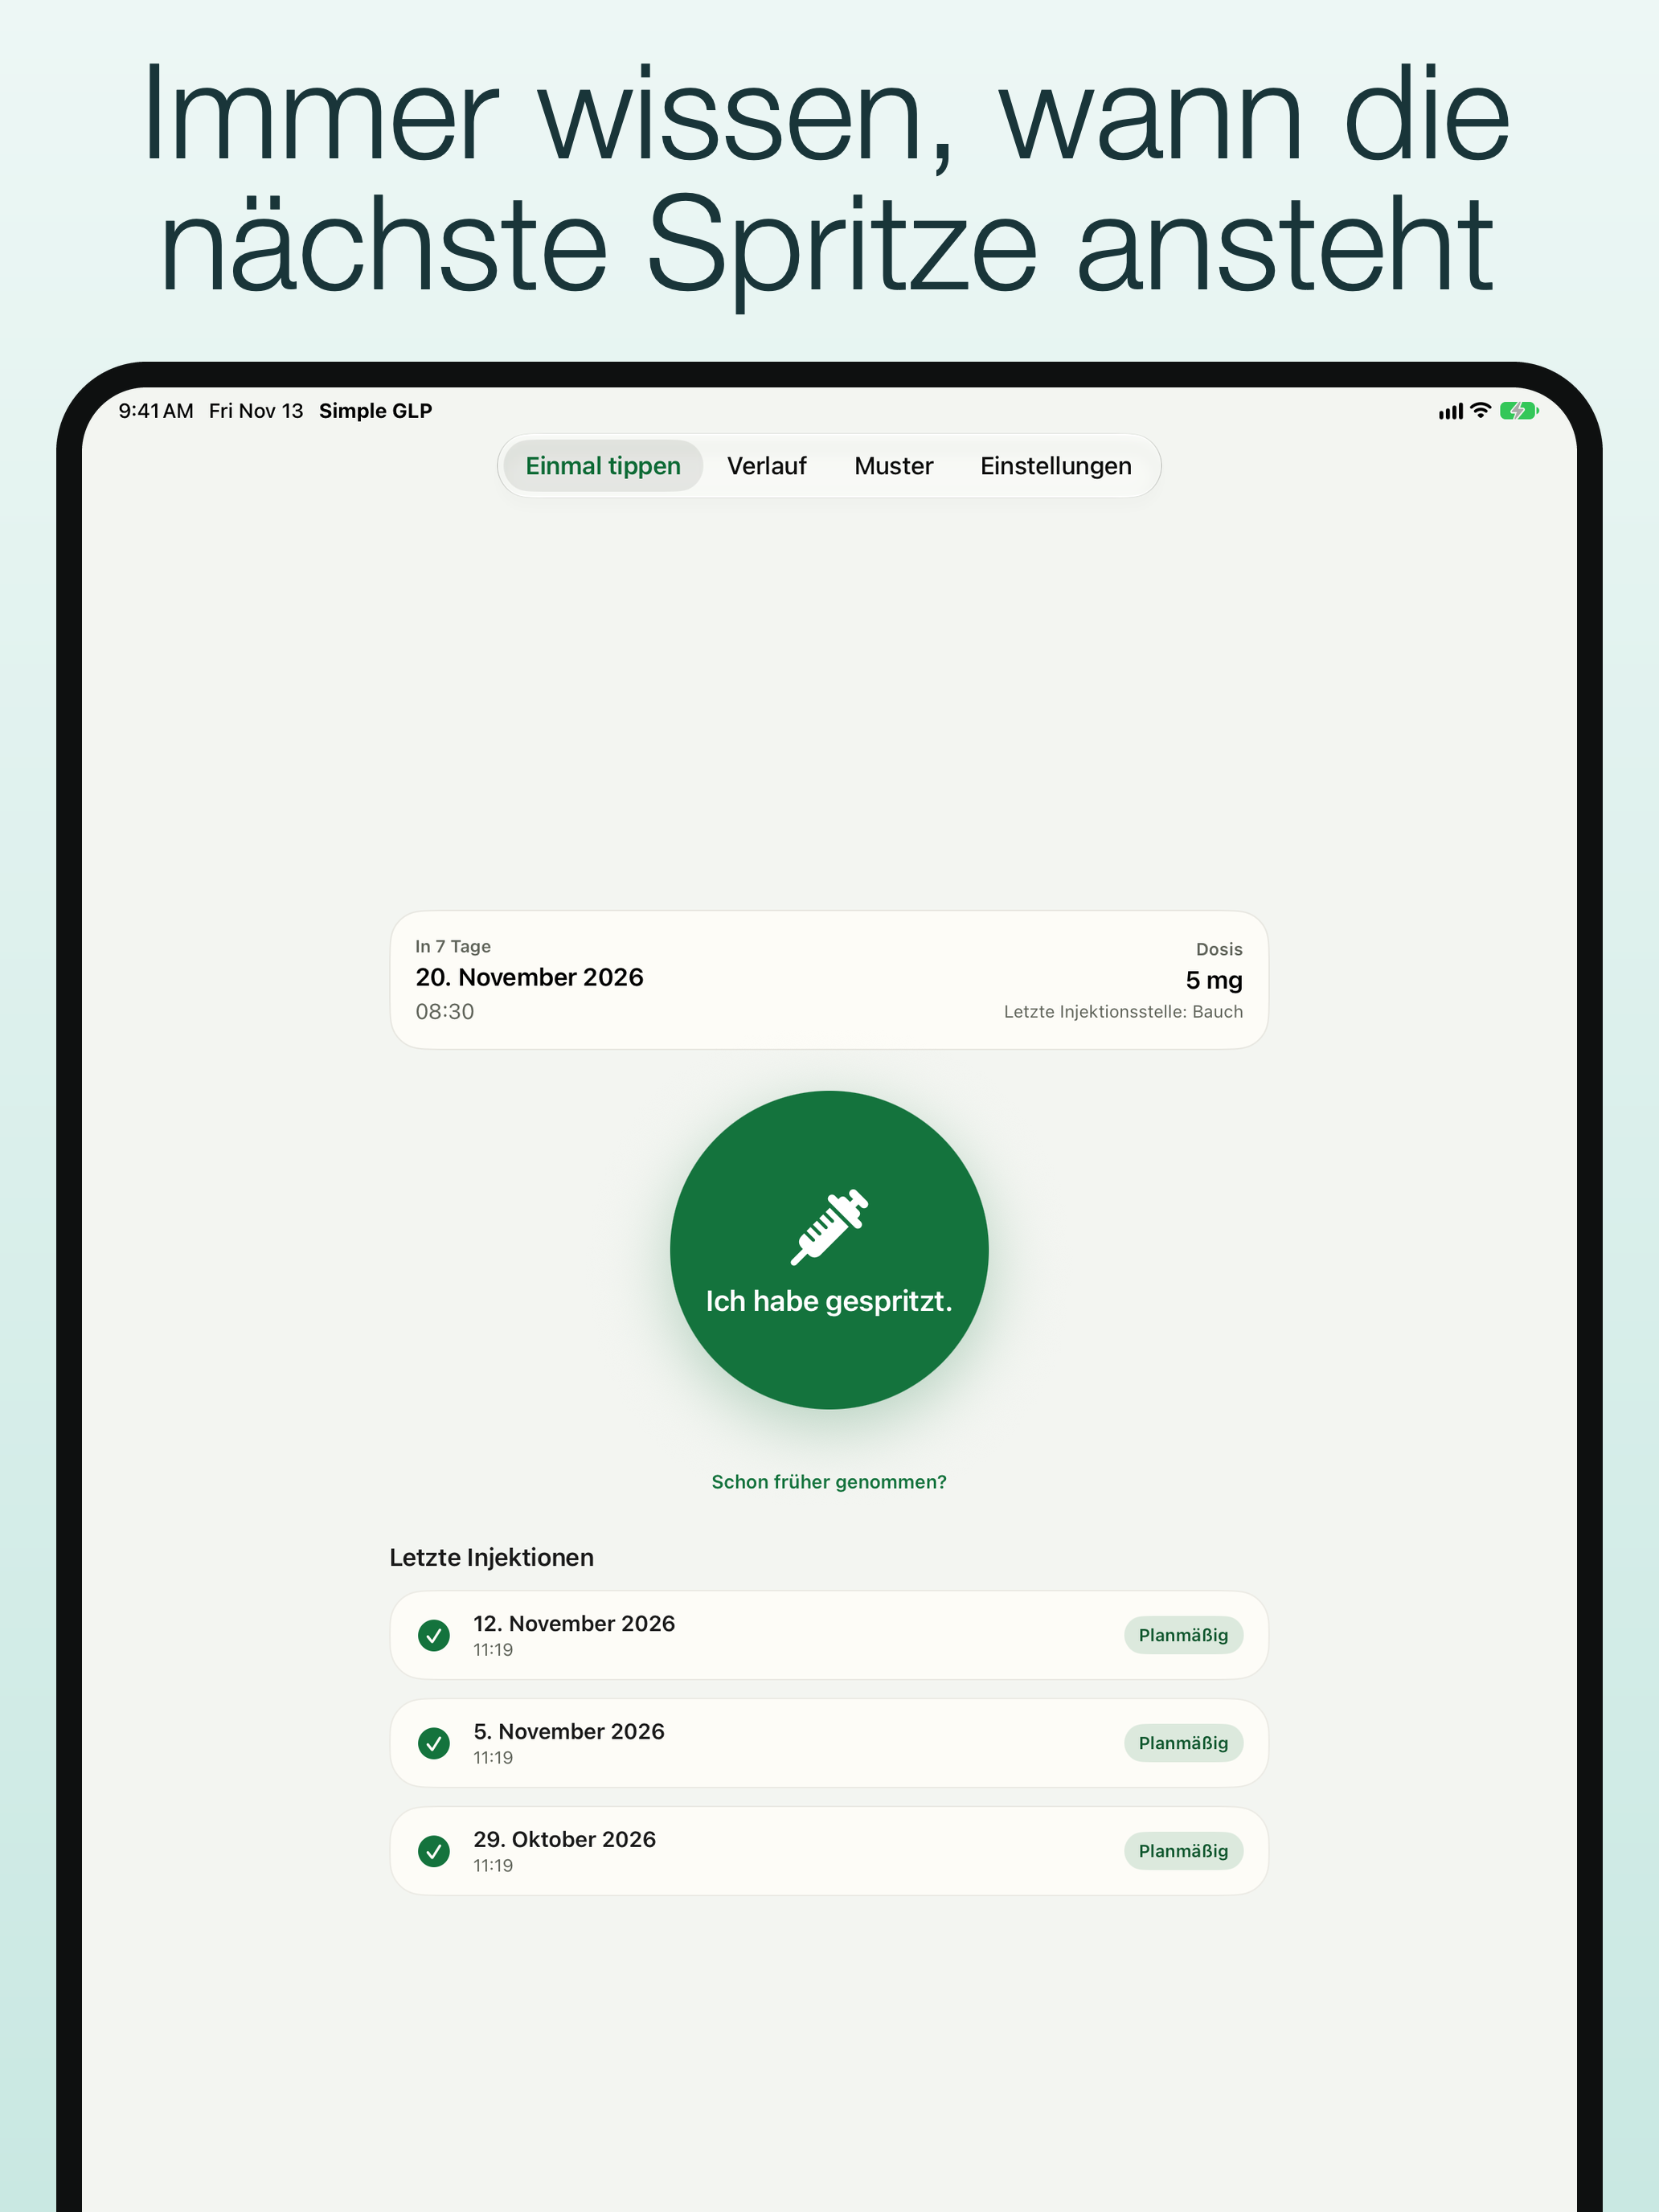 Immer wissen, wann die
nächste Spritze ansteht
9:41 AM Fri Nov 13 Simple GLP
Einmal tippen Verlauf Muster Einstellungen
In 7 Tage
20. November 2026
08:30
Dosis
5 mg
Letzte Injektionsstelle: Bauch
Ich habe gespritzt.
Schon früher genommen?
Letzte Injektionen
12. November 2026
11:19
Planmäßig
5. November 2026
11:19
Planmäßig
29. Oktober 2026
11:19
Planmäßig